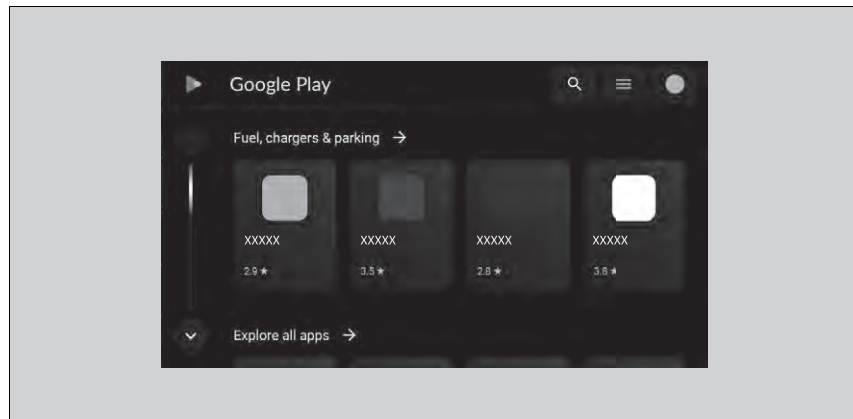 Google Play
Fuel, chargers & parking →
XXXXX XXXXX XXXXX XXXXX
2.9★ 3.5★ 2.8★ 3.8★
Explore all apps →